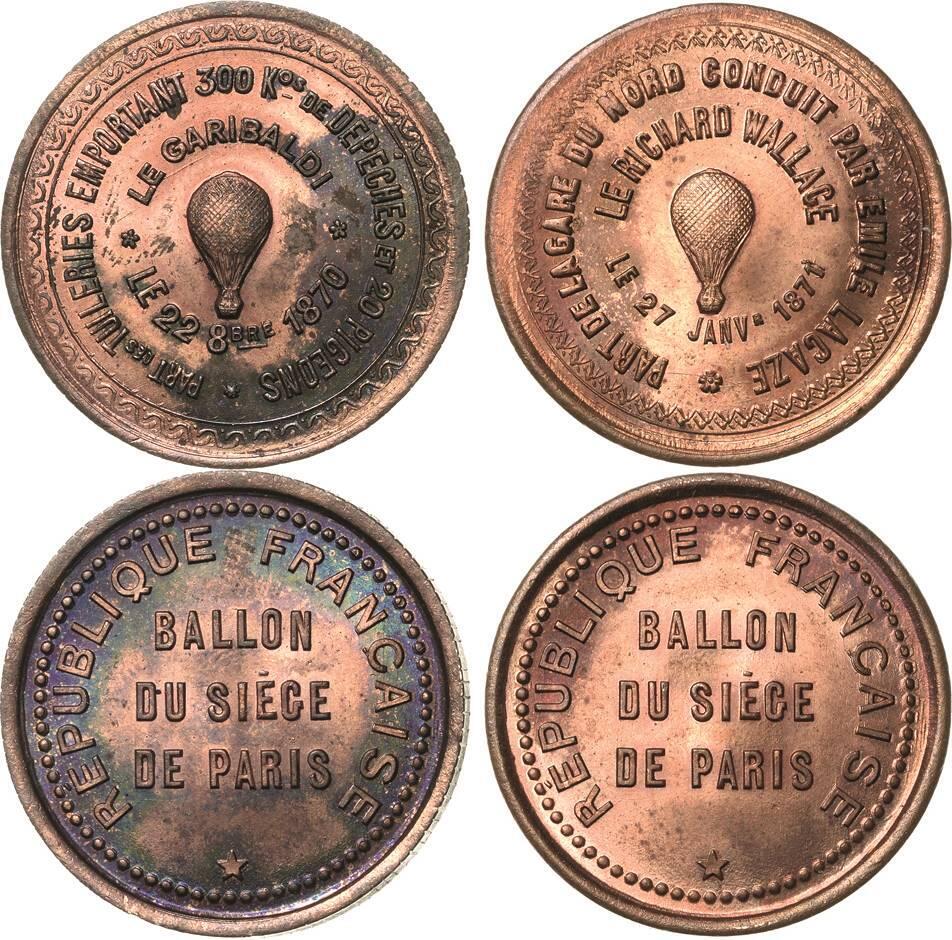 PART DES TUILERIES EMPORTANT 300 KOS DE DÉPÊCHES ET 20 PIGEONS
LE GARIBALDI
LE 22 8BRE 1870
PART DE LA GARE DU NORD CONDUIT PAR EMILE LACAZE
LE RICHARD WALLACE
LE 27 JANVR 1871
RÉPUBLIQUE FRANÇAISE
BALLON
DU SIÉGE
DE PARIS
RÉPUBLIQUE FRANÇAISE
BALLON
DU SIÉGE
DE PARIS